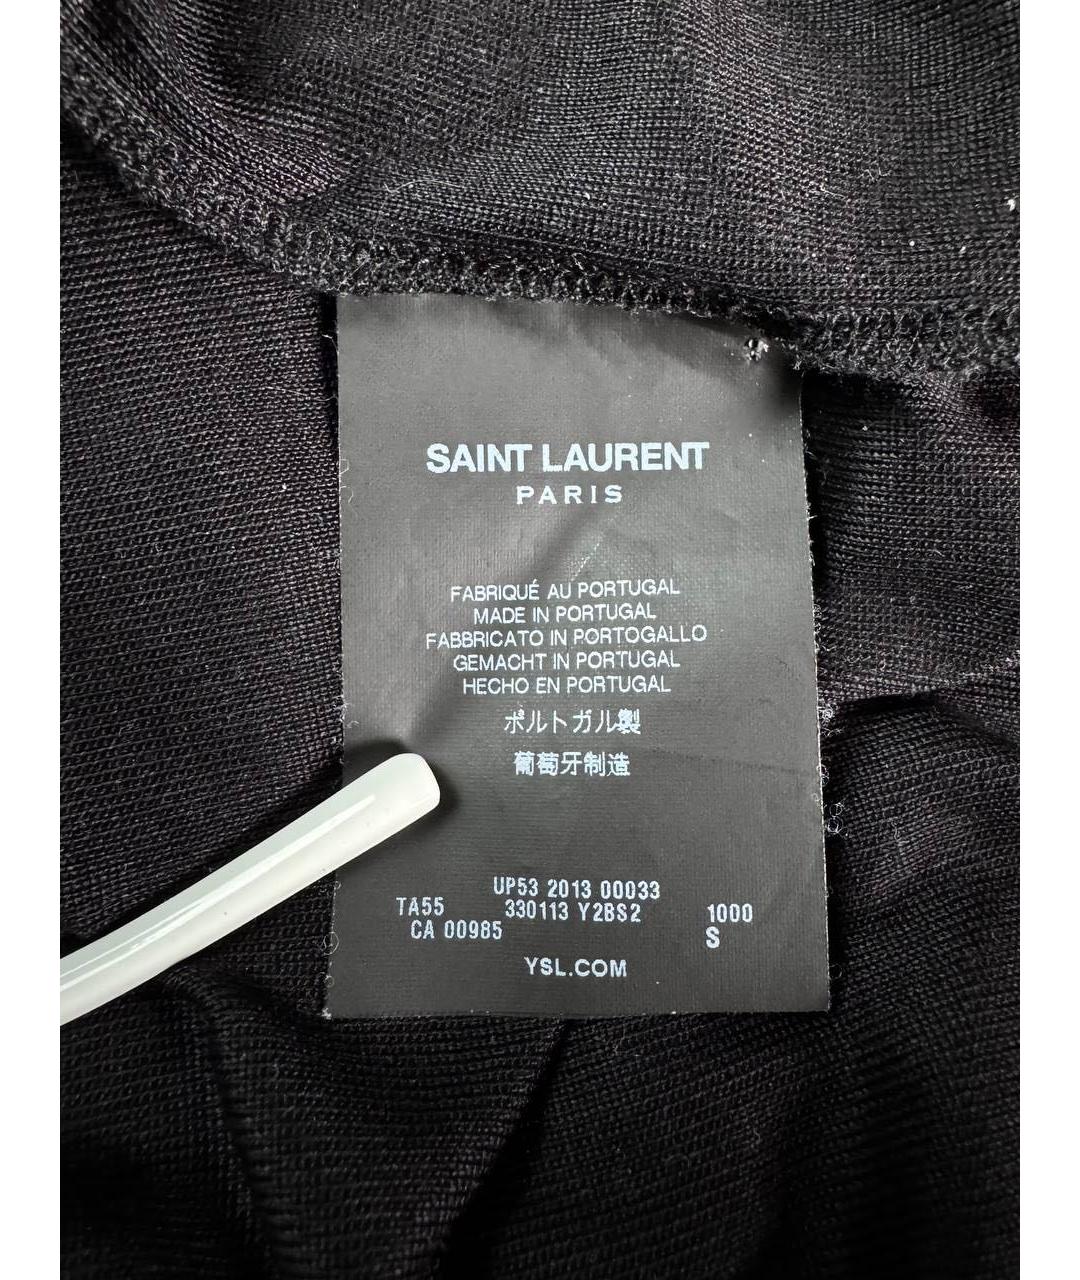 SAINT LAURENT
PARIS
FABRIQUÉ AU PORTUGAL
MADE IN PORTUGAL
FABBRICATO IN PORTOGALLO
GEMACHT IN PORTUGAL
HECHO EN PORTUGAL
ポルトガル製
葡萄牙制造
UP53 2013 00033
TA55 330113 Y2BS2 1000
CA 00985 S
YSL.COM